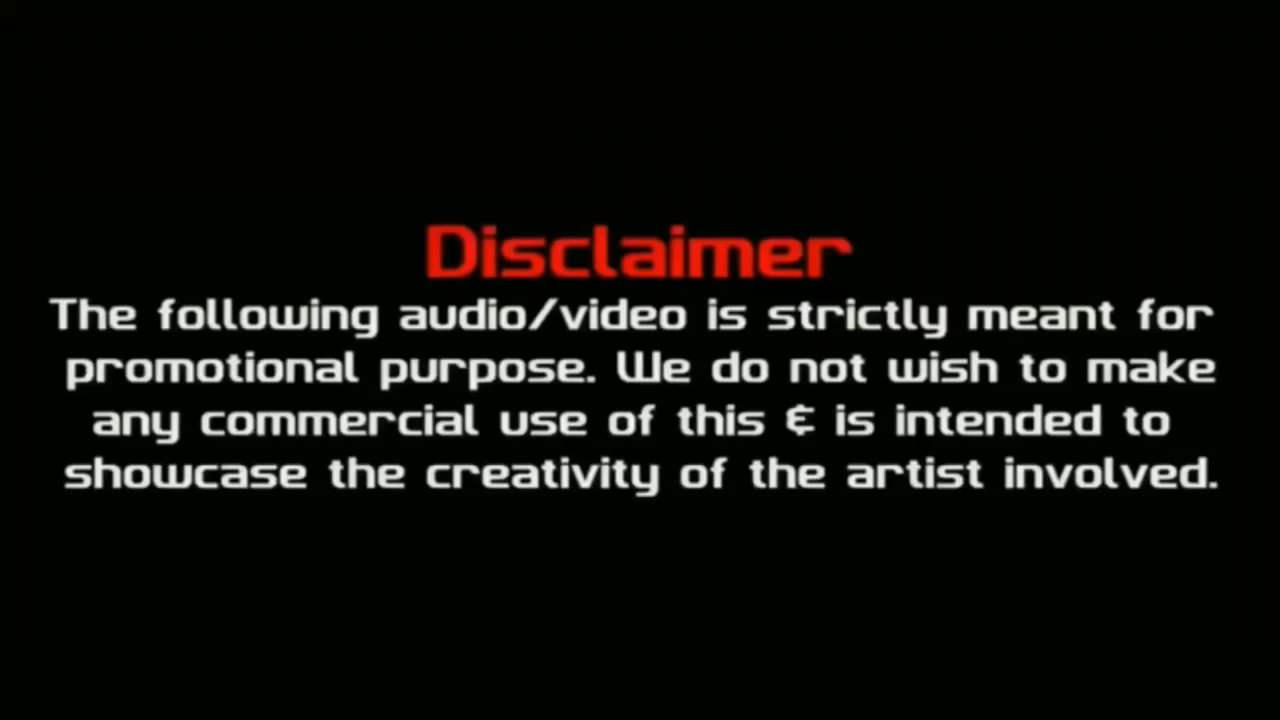 Disclaimer
The following audio/video is strictly meant for
promotional purpose. We do not wish to make
any commercial use of this & is intended to
showcase the creativity of the artist involved.